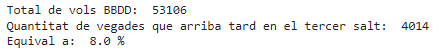 Total de vols BBDD:  53106
Quantitat de vegades que arriba tard en el tercer salt:  4014
Equival a:  8.0 %